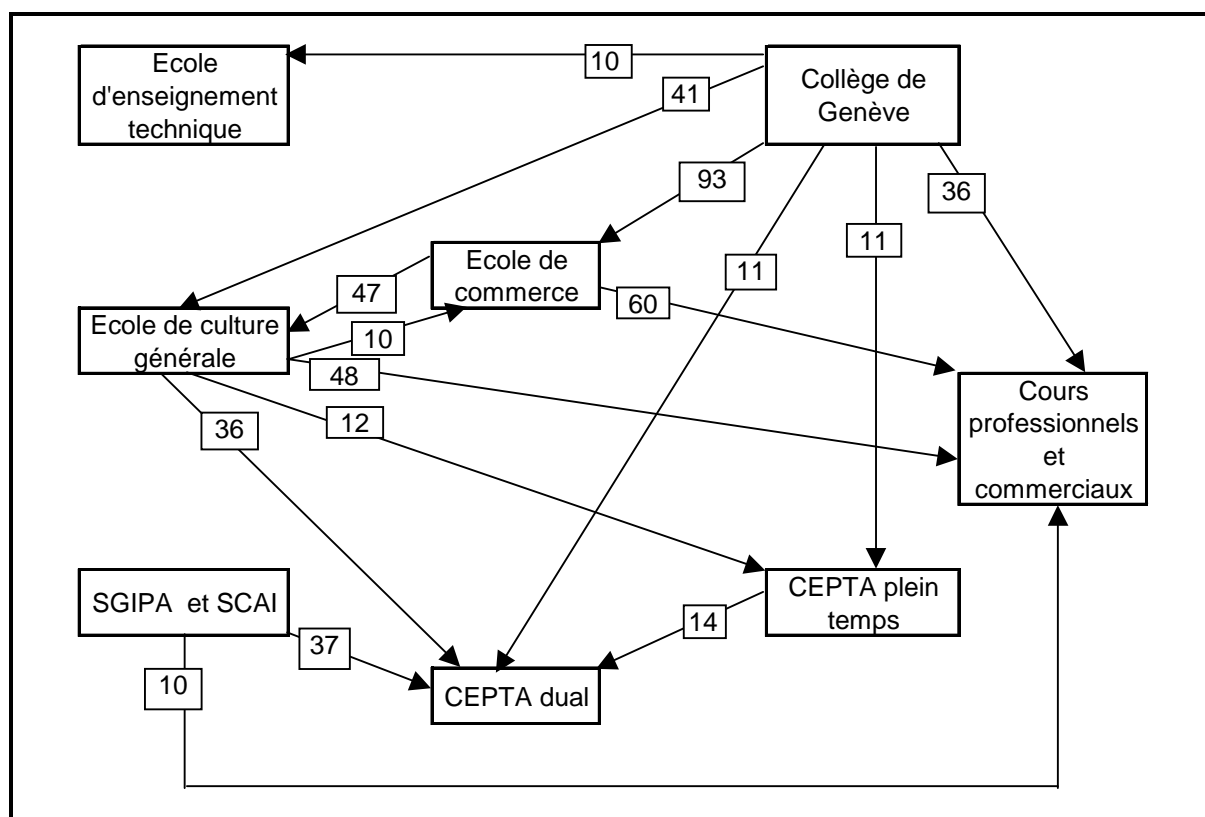 Ecole
d'enseignement
technique
10
Collège de
Genève
41
93
36
11
11
Ecole de
commerce
47
60
Ecole de culture
générale
10
48
Cours
professionnels
et
commerciaux
36
12
SGIPA et SCAI
CEPTA plein
temps
14
37
10
CEPTA dual